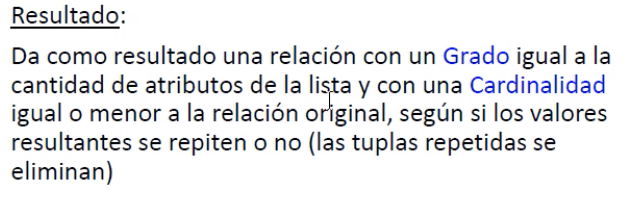 Resultado:
Da como resultado una relación con un Grado igual a la
cantidad de atributos de la lista y con una Cardinalidad
igual o menor a la relación original, según si los valores
resultantes se repiten o no (las tuplas repetidas se
eliminan)